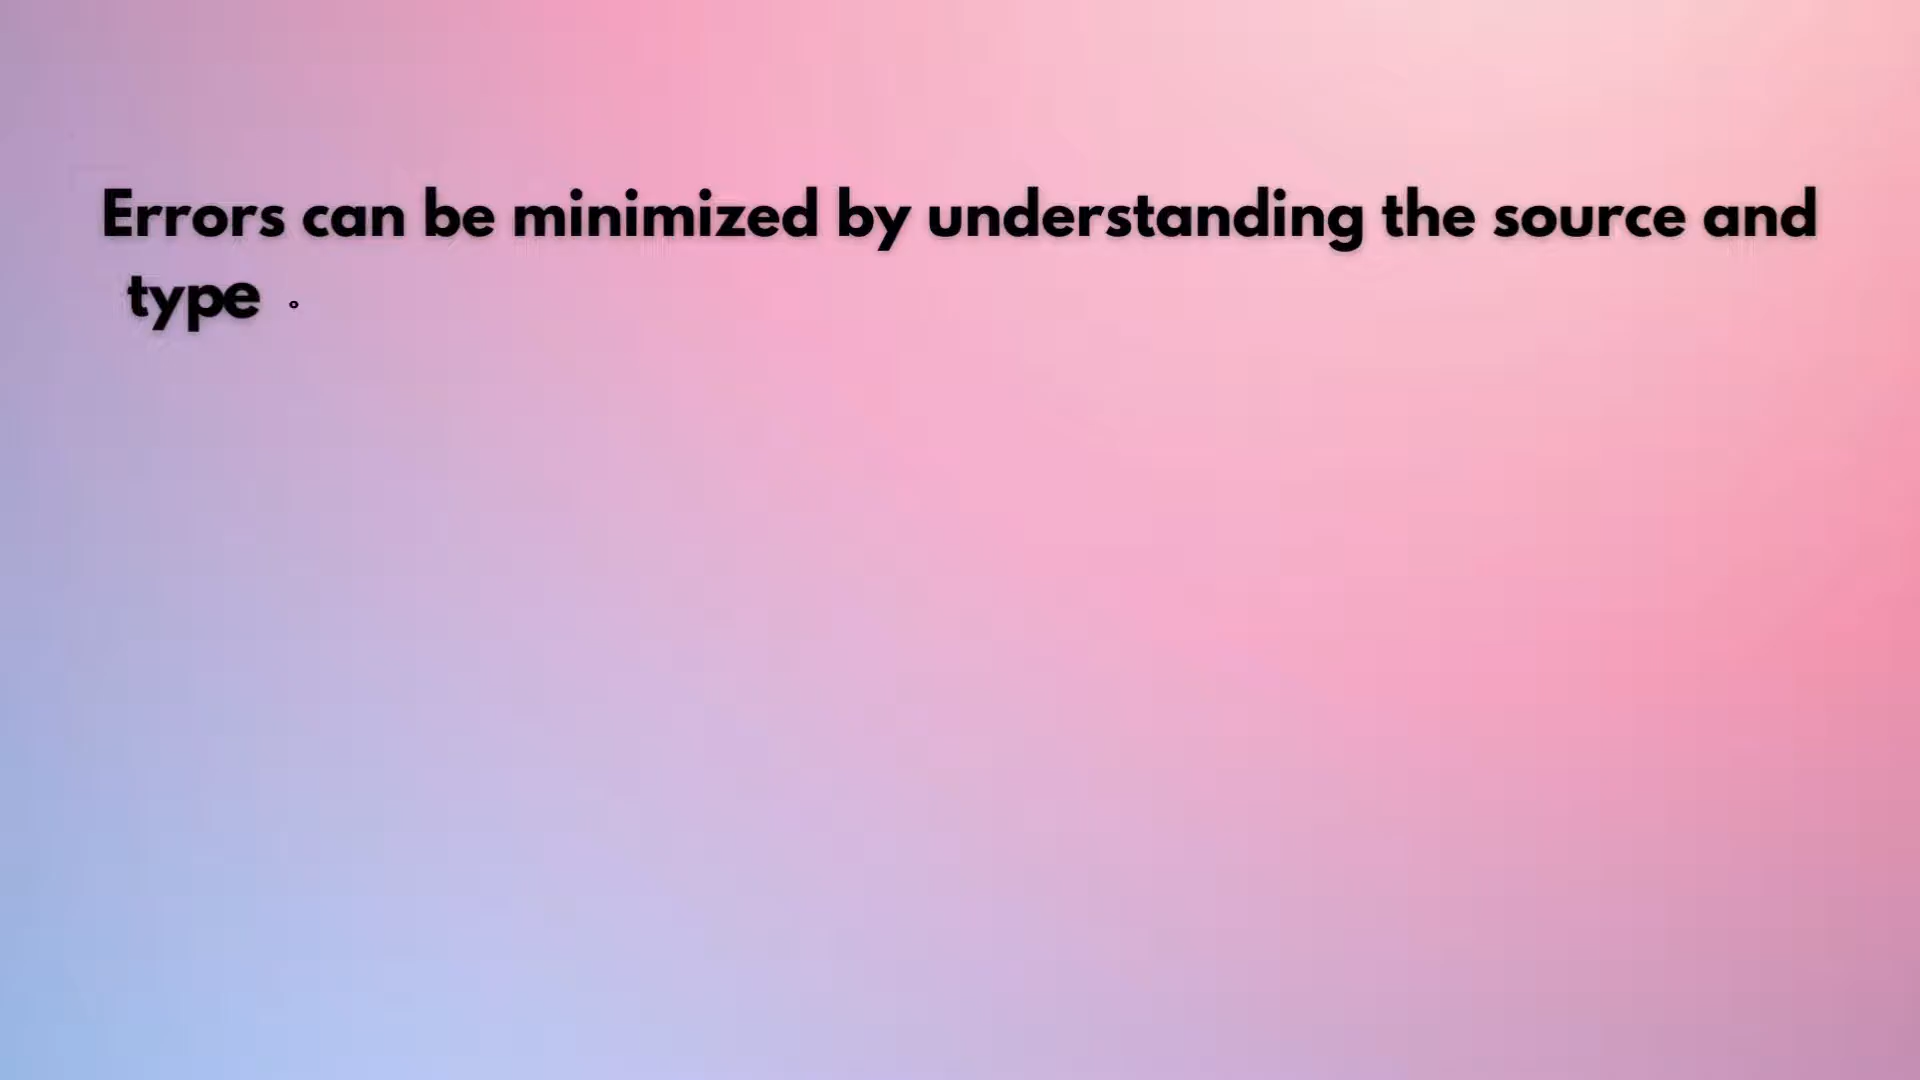 Errors can be minimized by understanding the source and
type 。